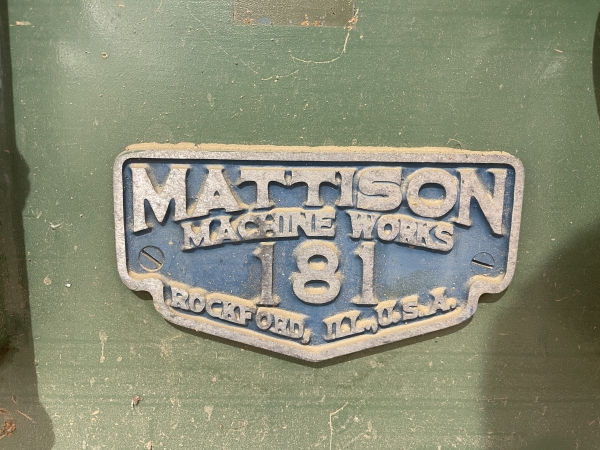 MATTISON
MACHINE WORKS
181
ROCKFORD, ILL., U.S.A.